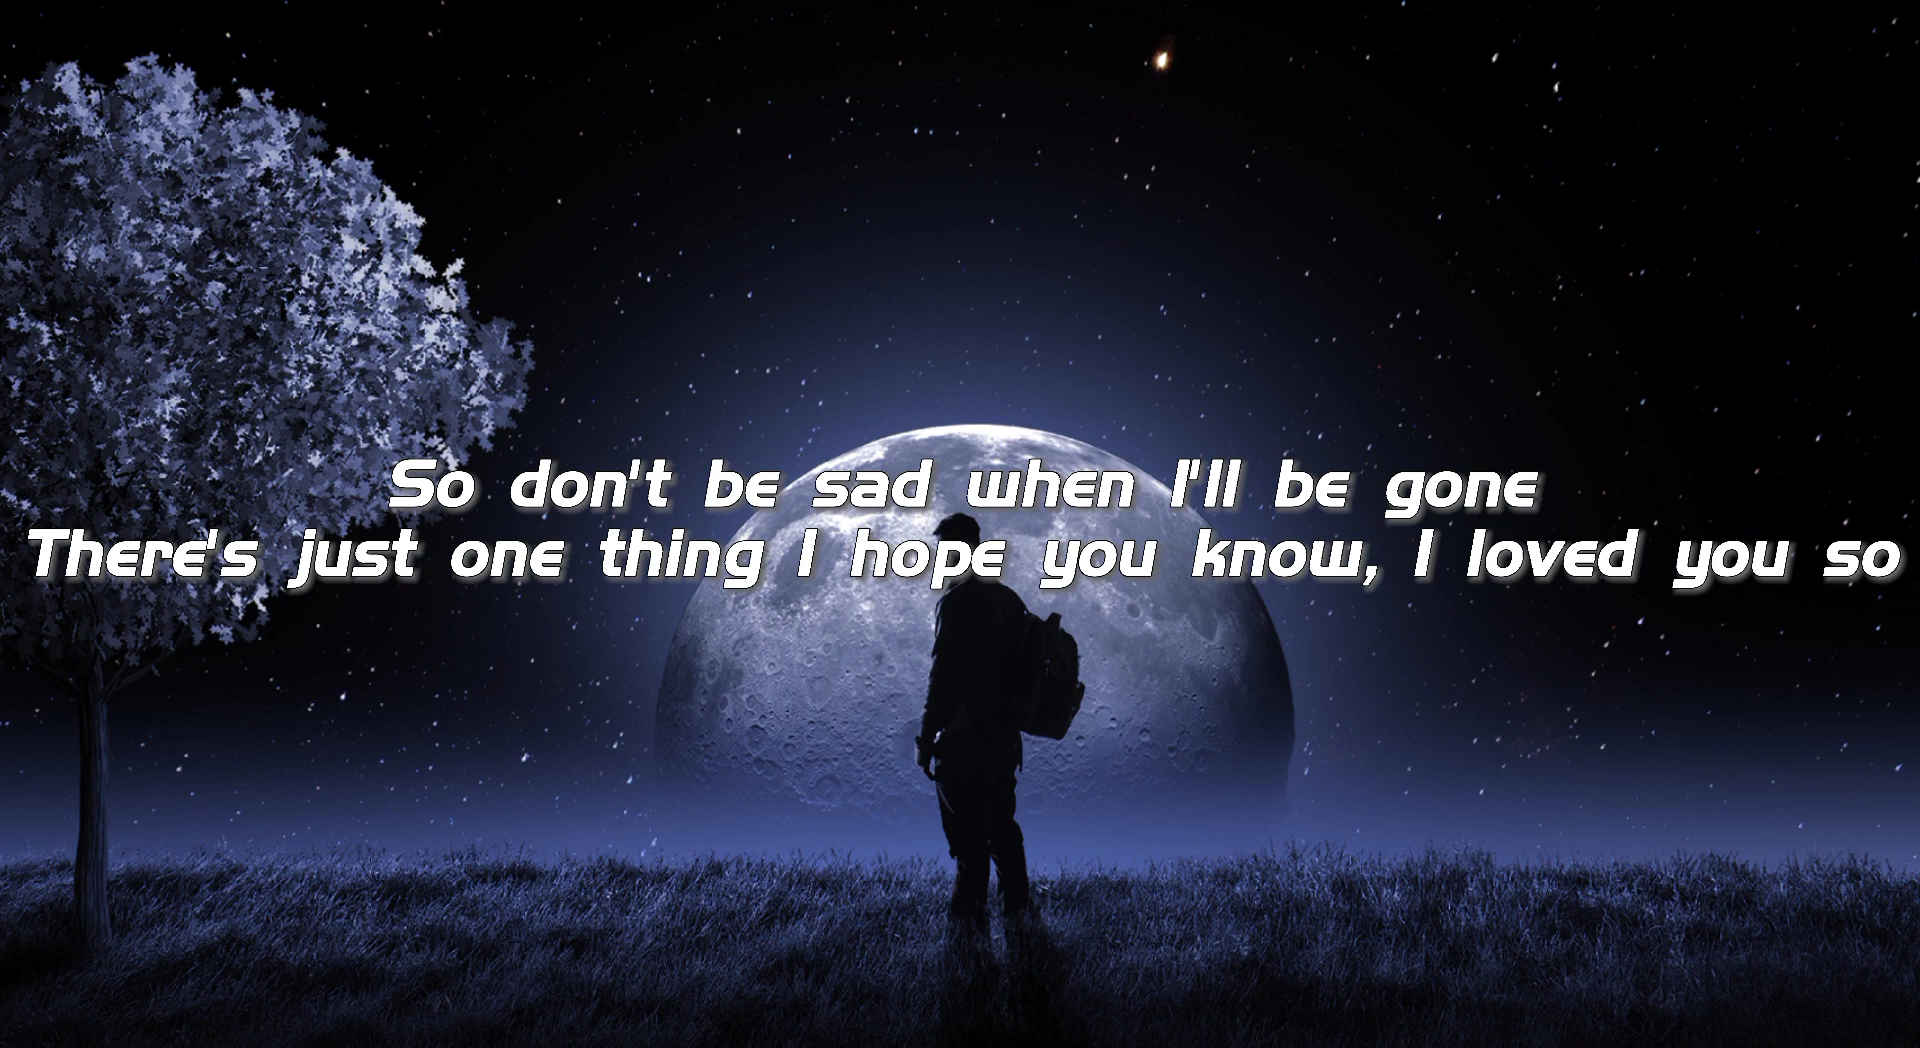 So don't be sad when I'll be gone
There's just one thing I hope you know, I loved you so